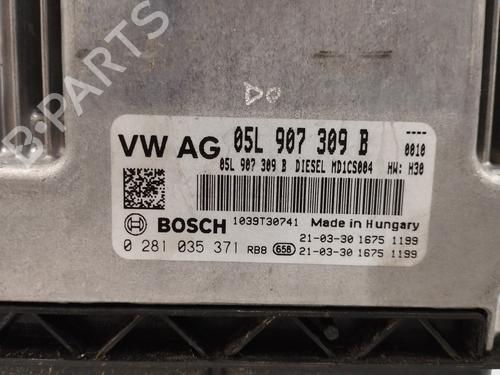 DO
VW AG 05L 907 309 B ----
0010
05L 907 309 B DIESEL MD1CS004 HW: H30
BOSCH 1039T30741 Made in Hungary
0 281 035 371 RB8 658 21-03-30 1675 1199
21-03-30 1675 1199
B-PARTS